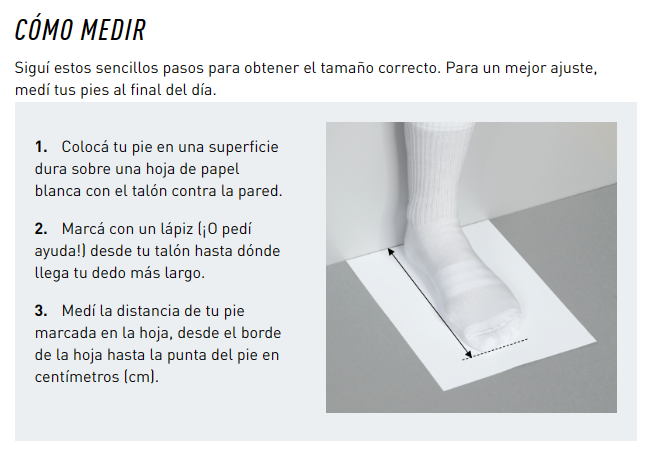 CÓMO MEDIR
Siguí estos sencillos pasos para obtener el tamaño correcto. Para un mejor ajuste,
medí tus pies al final del día.
1. Colocá tu pie en una superficie
dura sobre una hoja de papel
blanca con el talón contra la pared.
2. Marcá con un lápiz (¡O pedí
ayuda!) desde tu talón hasta dónde
llega tu dedo más largo.
3. Medí la distancia de tu pie
marcada en la hoja, desde el borde
de la hoja hasta la punta del pie en
centímetros (cm).